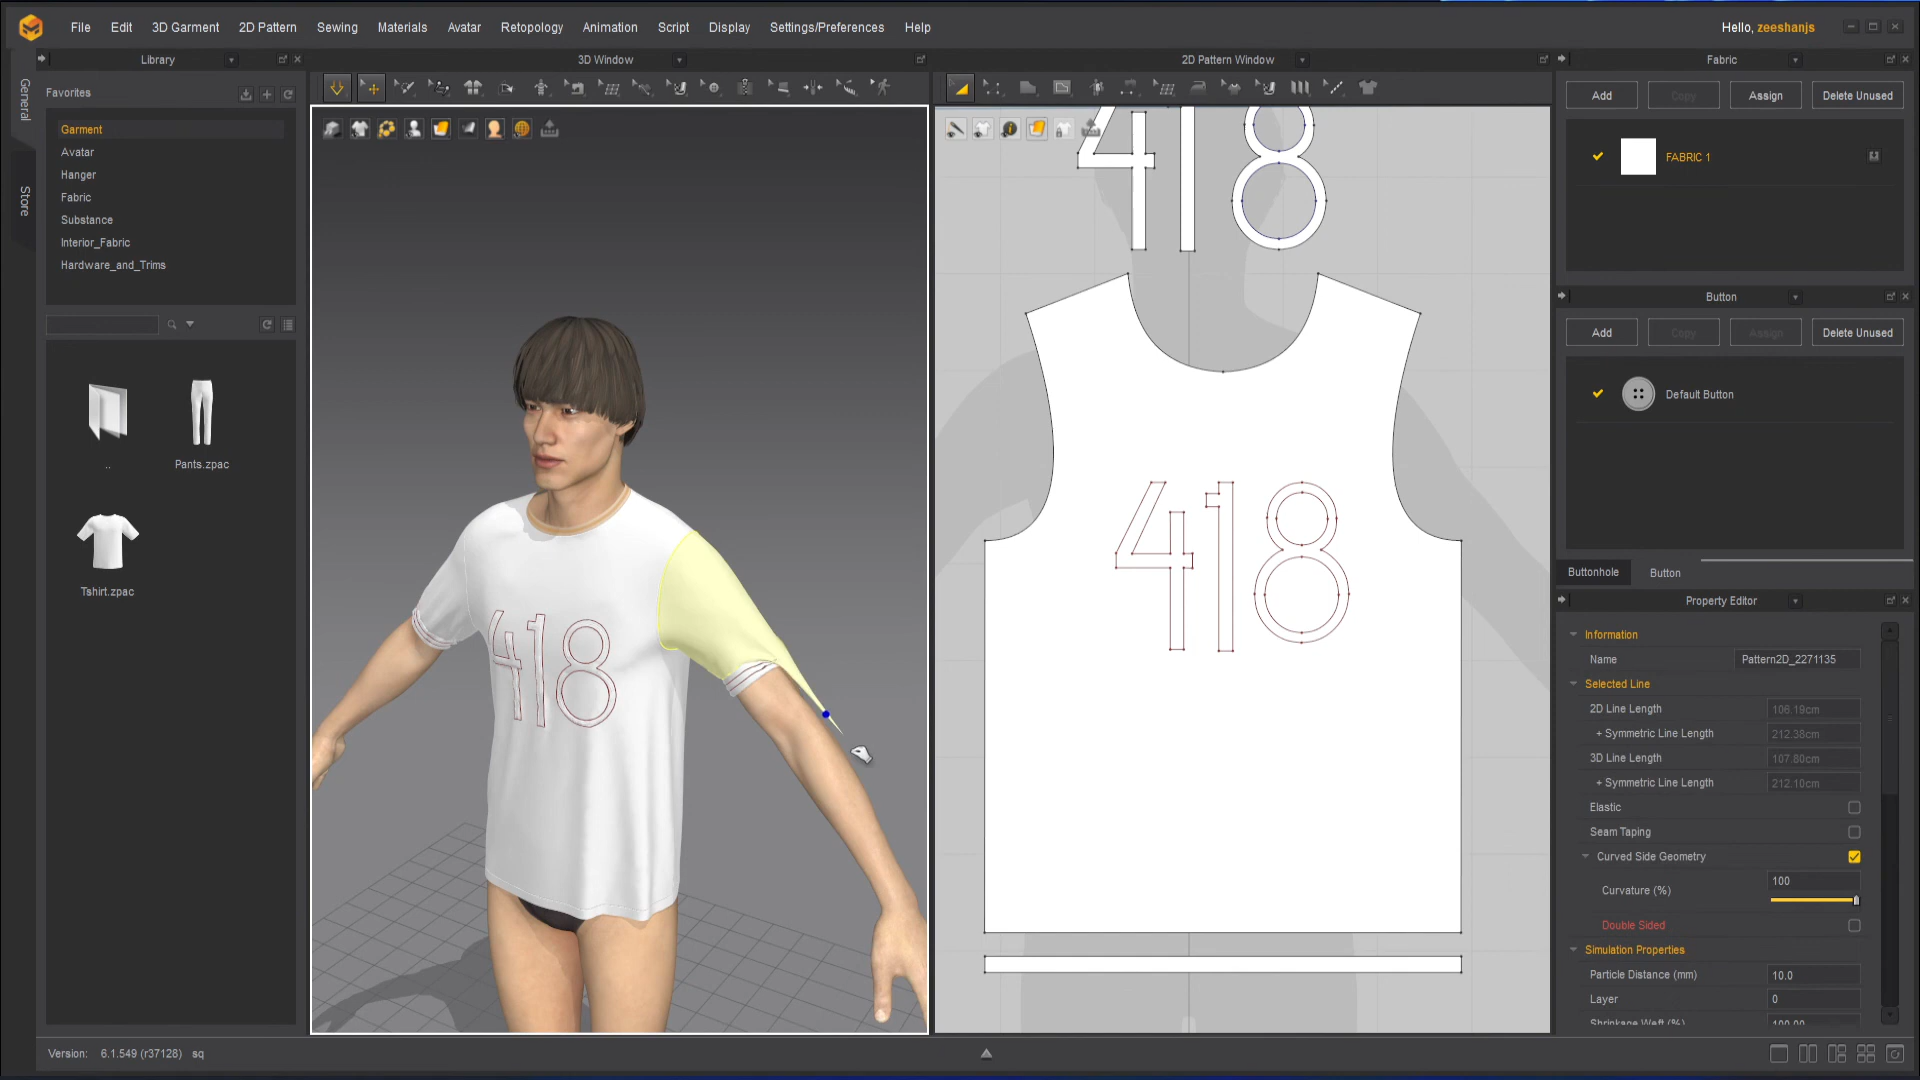 File Edit 3D Garment 2D Pattern Sewing Materials Avatar Retopology Animation Script Display Settings/Preferences Help
Hello, zeeshanjs
General
Store
Library
Favorites
Garment
Avatar
Hanger
Fabric
Substance
Interior_Fabric
Hardware_and_Trims
..
Pants.zpac
Tshirt.zpac
3D Window
418
2D Pattern Window
418
418
Fabric
Add Copy Assign Delete Unused
FABRIC 1
Button
Add Copy Assign Delete Unused
Default Button
Buttonhole Button
Property Editor
Information
Name Pattern2D_2271135
Selected Line
2D Line Length 106.19cm
+ Symmetric Line Length 212.38cm
3D Line Length 107.80cm
+ Symmetric Line Length 212.10cm
Elastic
Seam Taping
Curved Side Geometry
Curvature (%) 100
Double Sided
Simulation Properties
Particle Distance (mm) 10.0
Layer 0
Shrinkage Weft (%) 100.00
Version: 6.1.549 (r37128) sq